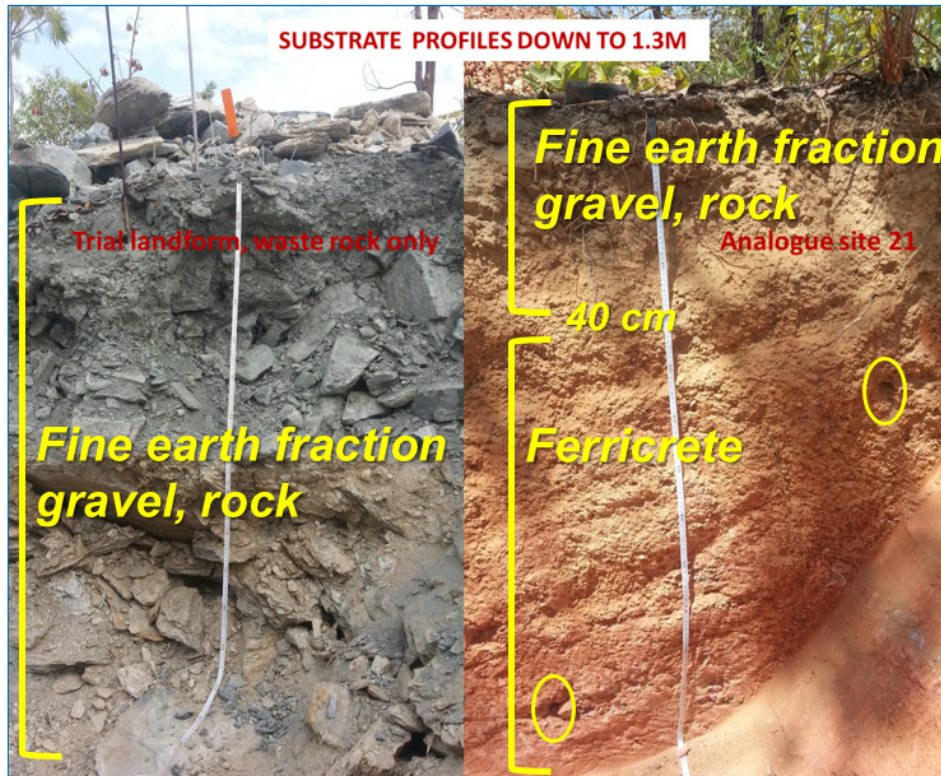 SUBSTRATE PROFILES DOWN TO 1.3M
Trial landform, waste rock only
Fine earth fraction
gravel, rock
Fine earth fraction
gravel, rock
Analogue site 21
40 cm
Ferricrete